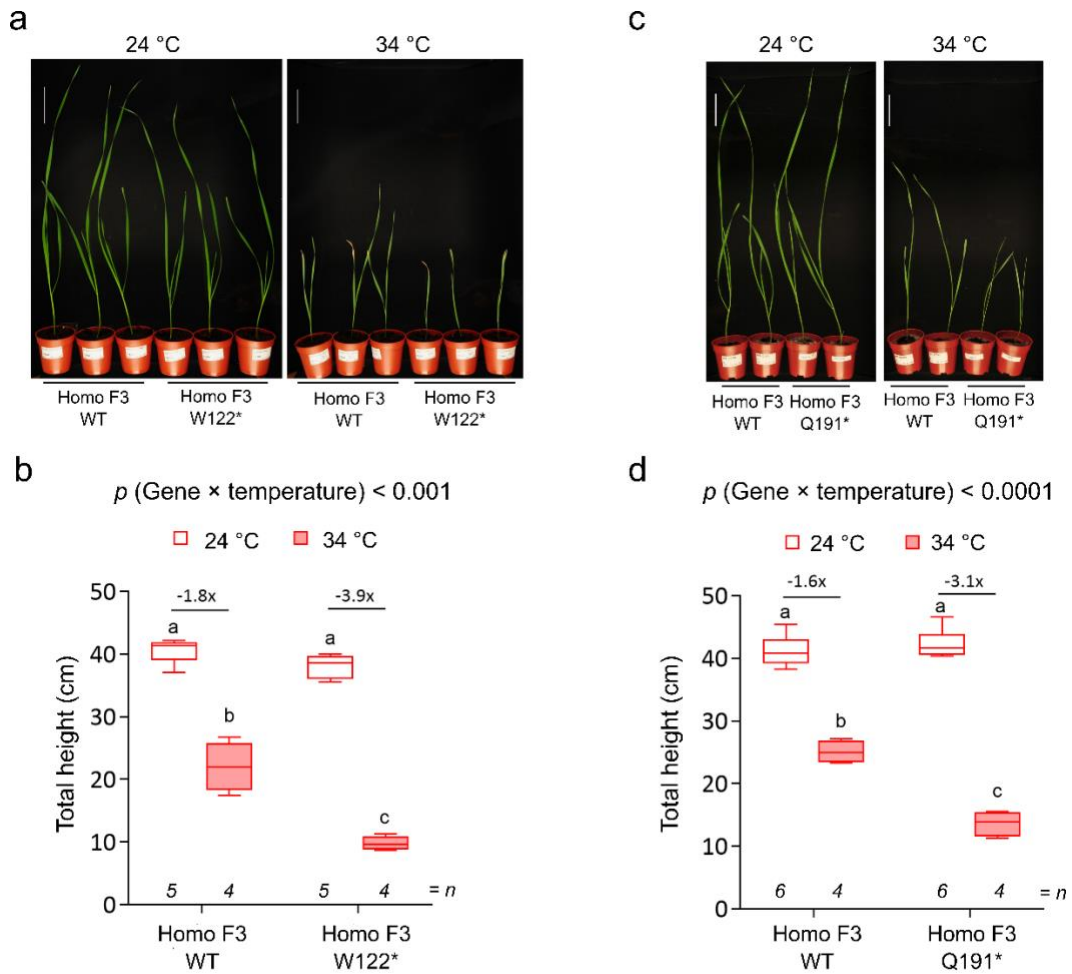 a
24 °C
34 °C
Homo F3
WT
Homo F3
W122*
Homo F3
WT
Homo F3
W122*
b
p (Gene × temperature) < 0.001
24 °C
34 °C
Total height (cm)
50
40
30
20
10
0
-1.8x
-3.9x
a
b
a
c
5
4
5
4
= n
Homo F3
WT
Homo F3
W122*
c
24 °C
34 °C
Homo F3
WT
Homo F3
Q191*
Homo F3
WT
Homo F3
Q191*
d
p (Gene × temperature) < 0.0001
24 °C
34 °C
Total height (cm)
50
40
30
20
10
0
-1.6x
-3.1x
a
b
a
c
6
4
6
4
= n
Homo F3
WT
Homo F3
Q191*